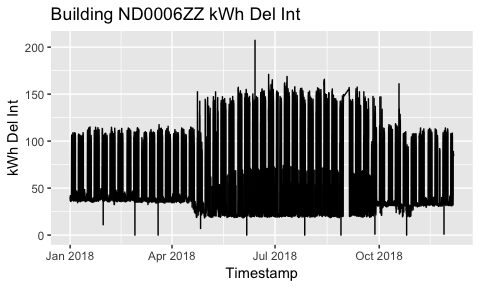 Building ND0006ZZ kWh Del Int
kWh Del Int
200
150
100
50
0
Jan 2018 Apr 2018 Jul 2018 Oct 2018
Timestamp